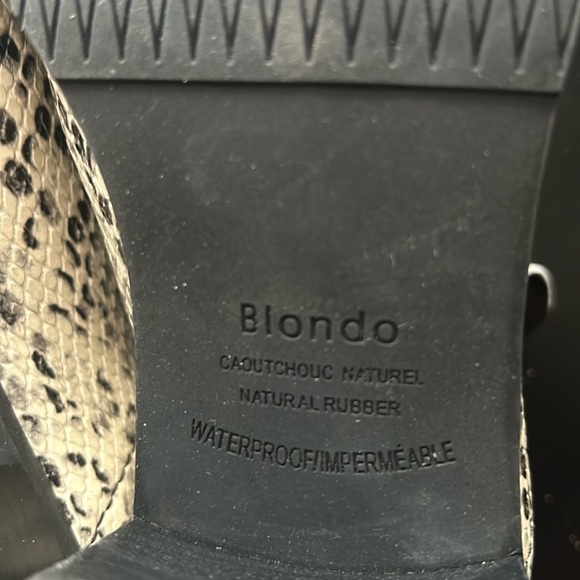 Blondo
CAOUTCHOUC NATUREL
NATURAL RUBBER
WATERPROOF/IMPERMÉABLE